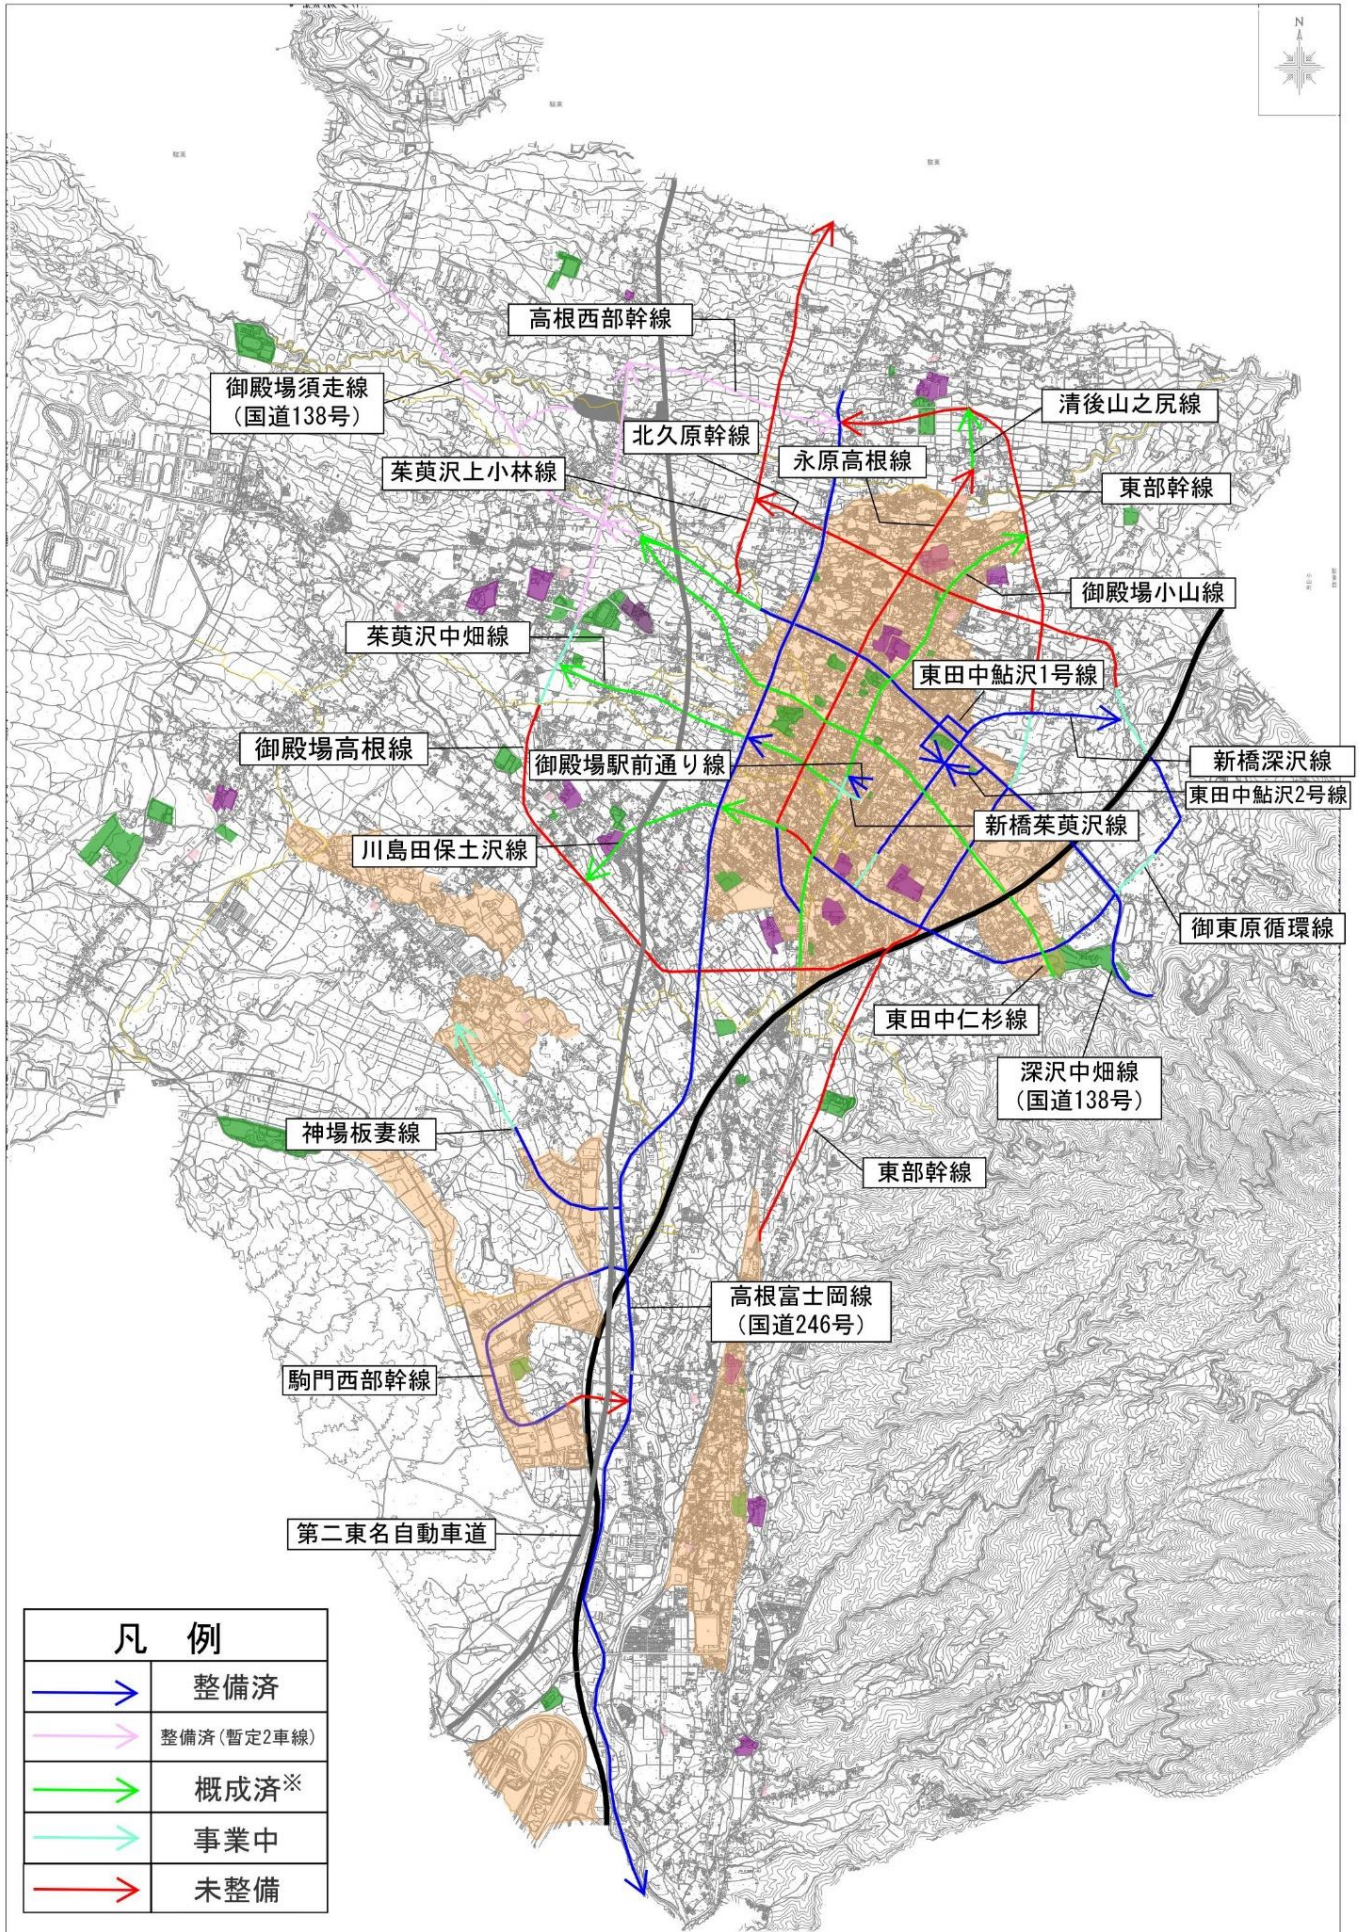 N
駿東
駿東
駿東
高根西部幹線
御殿場須走線
(国道138号)
清後山之尻線
北久原幹線
永原高根線
茱萸沢上小林線
東部幹線
御殿場小山線
茱萸沢中畑線
東田中鮎沢1号線
御殿場高根線
御殿場駅前通り線
新橋深沢線
東田中鮎沢2号線
新橋茱萸沢線
川島田保土沢線
御東原循環線
東田中仁杉線
深沢中畑線
(国道138号)
神場板妻線
東部幹線
高根富士岡線
(国道246号)
駒門西部幹線
第二東名自動車道
凡 例
整備済
整備済(暫定2車線)
概成済※
事業中
未整備